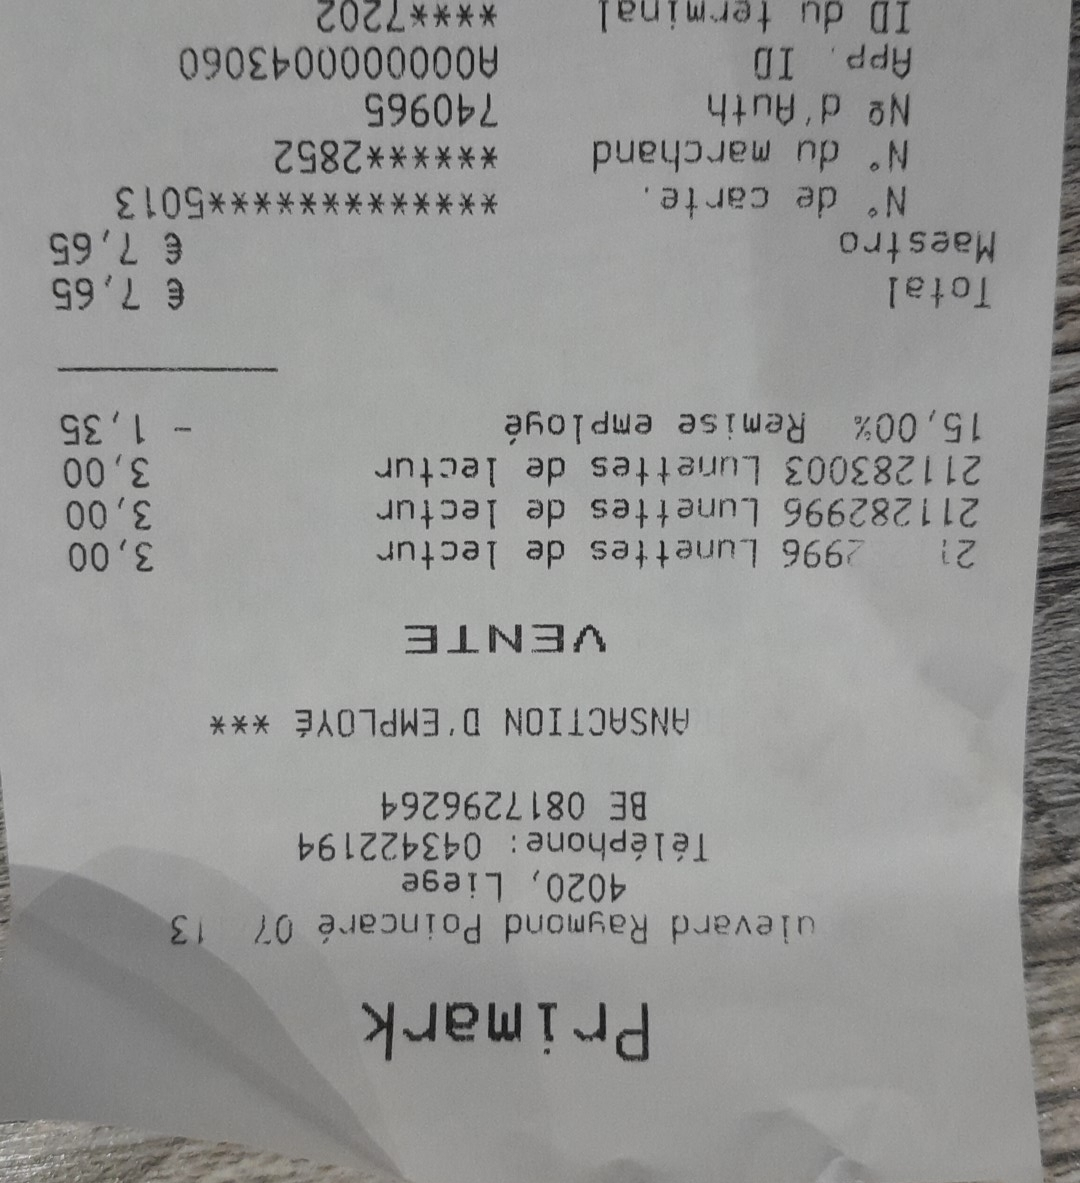 Primark
ulevard Raymond Poincaré 07 13
4020, Liege
Téléphone: 043422194
BE 0817296264
ANSACTION D'EMPLOYÉ ***
VENTE
2996 Lunettes de lectur 3,00
211282996 Lunettes de lectur 3,00
211283003 Lunettes de lectur 3,00
15,00% Remise employé - 1,35
Total € 7,65
Maestro € 7,65
N° de carte. **************5013
N° du marchand *******2852
Nº d'Auth 740965
App. ID A0000000043060
ID du terminal ****7202